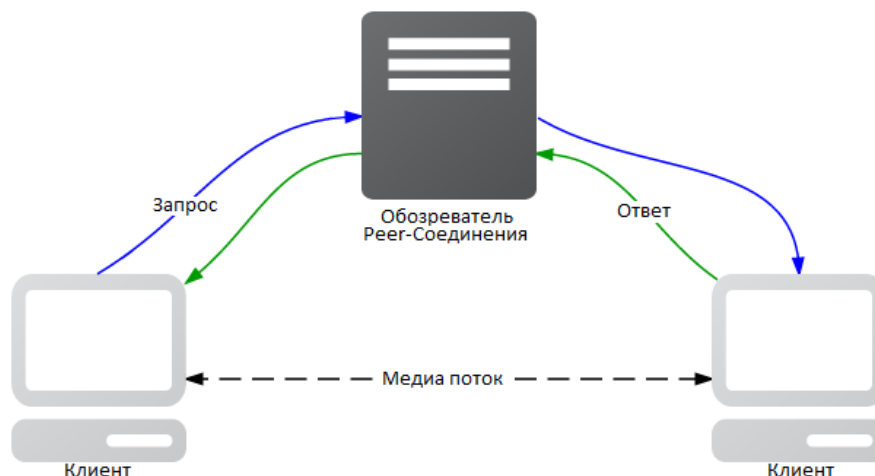 Запрос
Обозреватель
Peer-Соединения
Ответ
Медиа поток
Клиент
Клиент